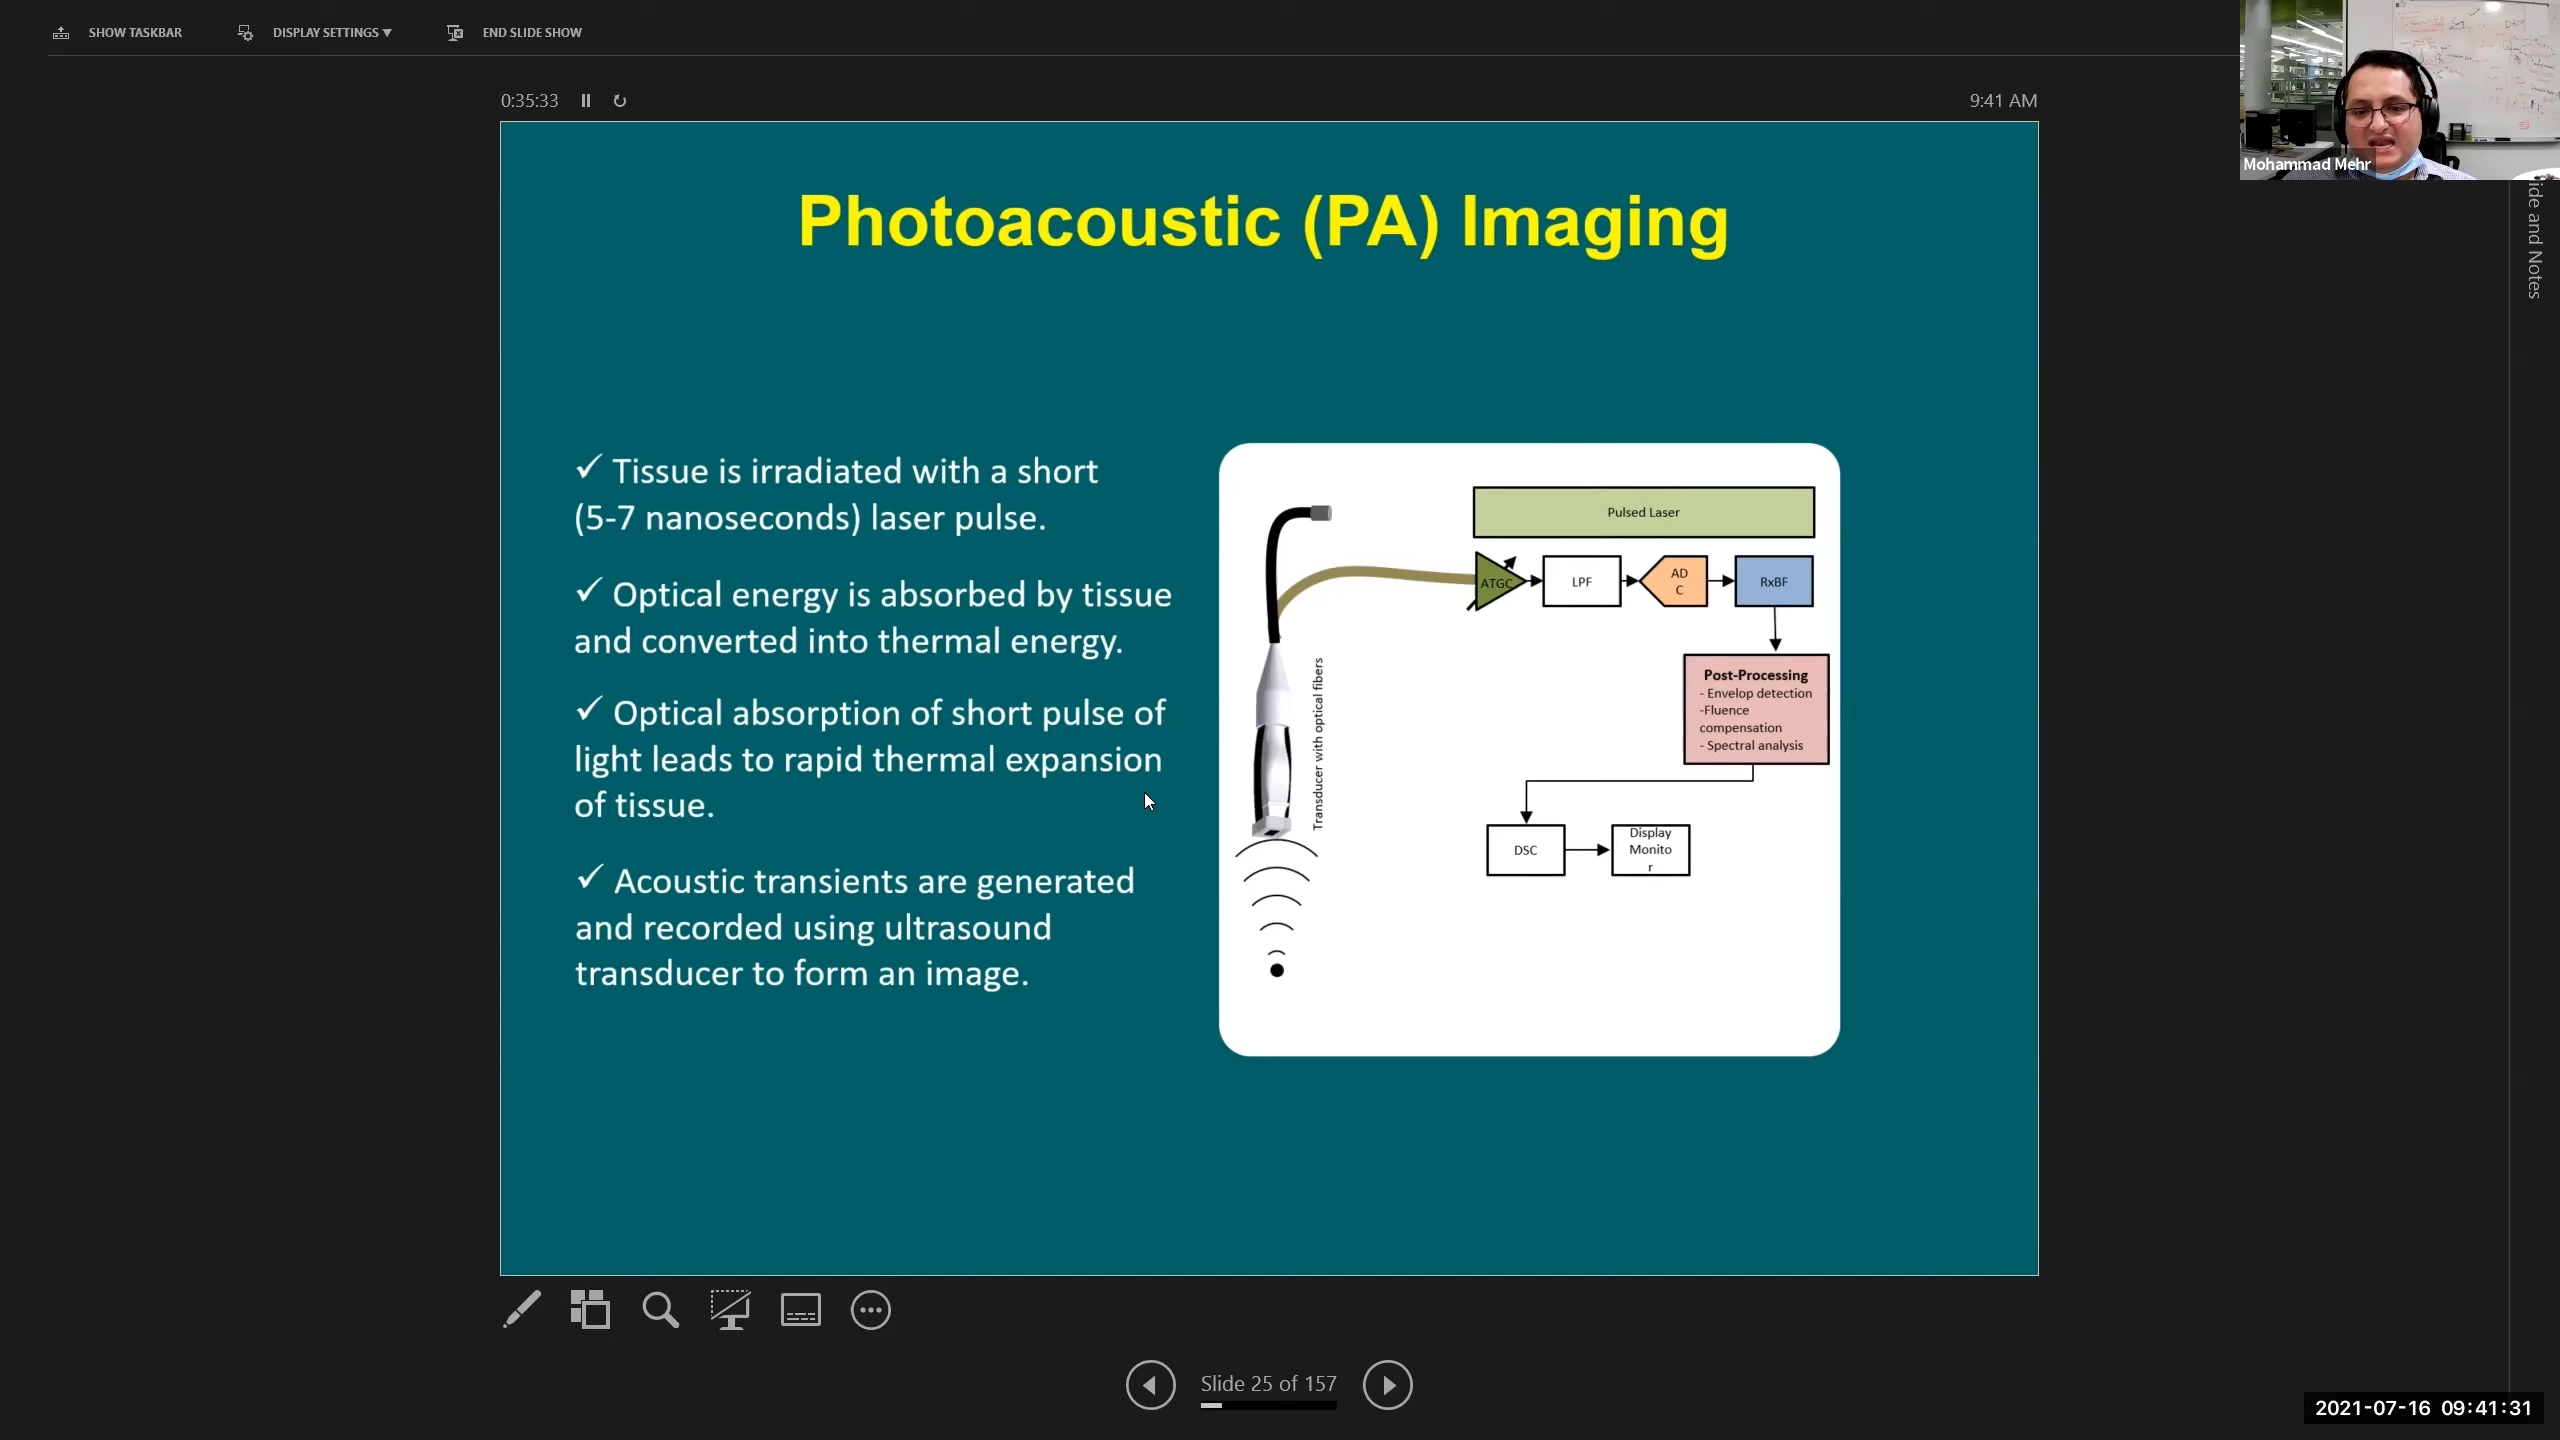 SHOW TASKBAR
DISPLAY SETTINGS ▼
END SLIDE SHOW
0:35:33
9:41 AM
Mohammad Mehr
ide and Notes
Photoacoustic (PA) Imaging
✓ Tissue is irradiated with a short
(5-7 nanoseconds) laser pulse.
✓ Optical energy is absorbed by tissue
and converted into thermal energy.
✓ Optical absorption of short pulse of
light leads to rapid thermal expansion
of tissue.
✓ Acoustic transients are generated
and recorded using ultrasound
transducer to form an image.
Transducer with optical fibers
Pulsed Laser
ATGC
LPF
AD
C
RxBF
Post-Processing
- Envelop detection
-Fluence
compensation
- Spectral analysis
DSC
Display
Monito
r
Slide 25 of 157
2021-07-16 09:41:31